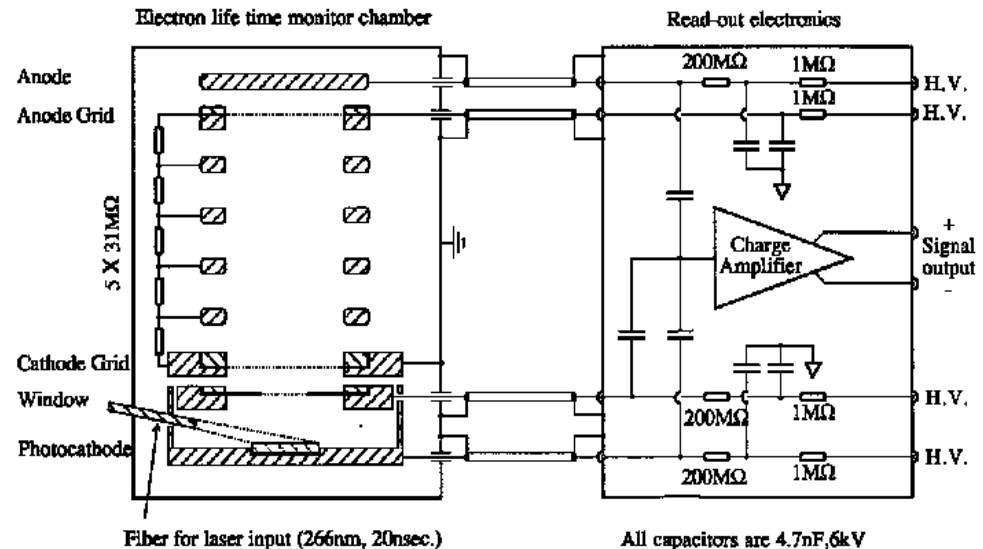 Electron life time monitor chamber
Read-out electronics
Anode
200MΩ
1MΩ
H.V.
Anode Grid
1MΩ
H.V.
5 X 31MΩ
Charge
Amplifier
+
Signal
output
-
Cathode Grid
Window
200MΩ
1MΩ
H.V.
Photocathode
200MΩ
1MΩ
H.V.
Fiber for laser input (266nm, 20nsec.)
All capacitors are 4.7nF,6kV